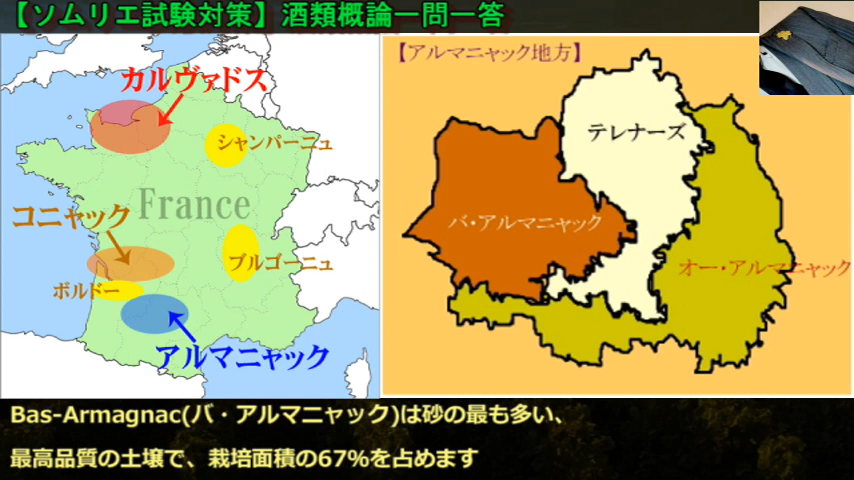 【ソムリエ試験対策】酒類概論一問一答
カルヴァドス
シャンパーニュ
France
コニャック
ブルゴーニュ
ボルドー
アルマニャック
【アルマニャック地方】
テレナーズ
バ・アルマニャック
オー・アルマニャック
Bas-Armagnac(バ・アルマニャック)は砂の最も多い、
最高品質の土壌で、栽培面積の67%を占めます